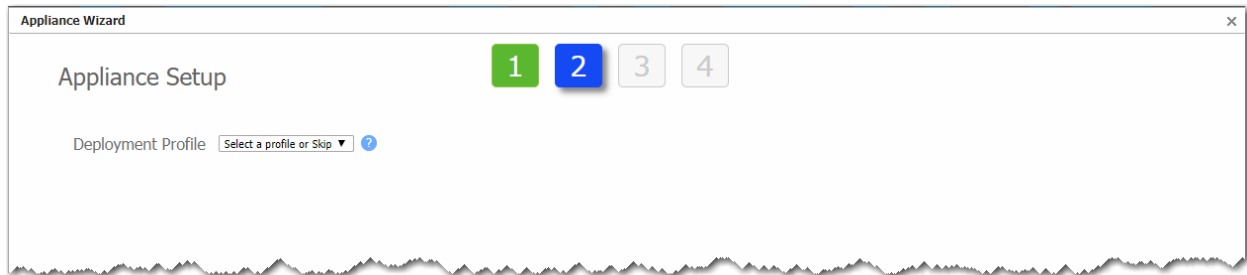 Appliance Wizard ×
Appliance Setup 1 2 3 4
Deployment Profile Select a profile or Skip ▼ ?